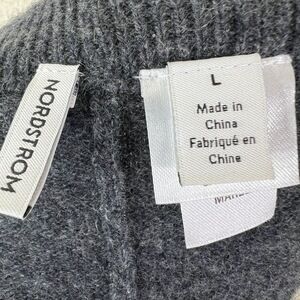 NORDSTROM
L
Made in
China
Fabriqué en
Chine